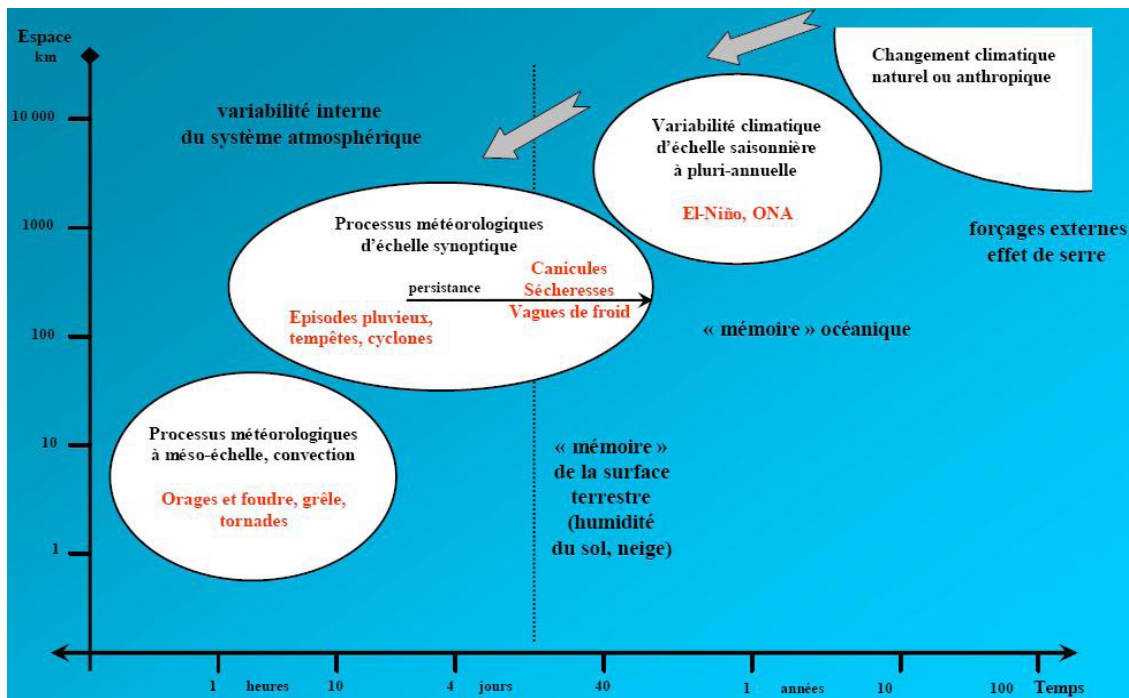 Espace
km
10 000
1000
100
10
1
variabilité interne
du système atmosphérique
Changement climatique
naturel ou anthropique
Variabilité climatique
d'échelle saisonnière
à pluri-annuelle
El-Niño, ONA
Processus météorologiques
d'échelle synoptique
persistance
Canicules
Sécheresses
Vagues de froid
Episodes pluvieux,
tempêtes, cyclones
forçages externes
effet de serre
« mémoire » océanique
Processus météorologiques
à méso-échelle, convection
Orages et foudre, grêle,
tornades
« mémoire »
de la surface
terrestre
(humidité
du sol, neige)
1 heures 10 4 jours 40 1 années 10 100 Temps